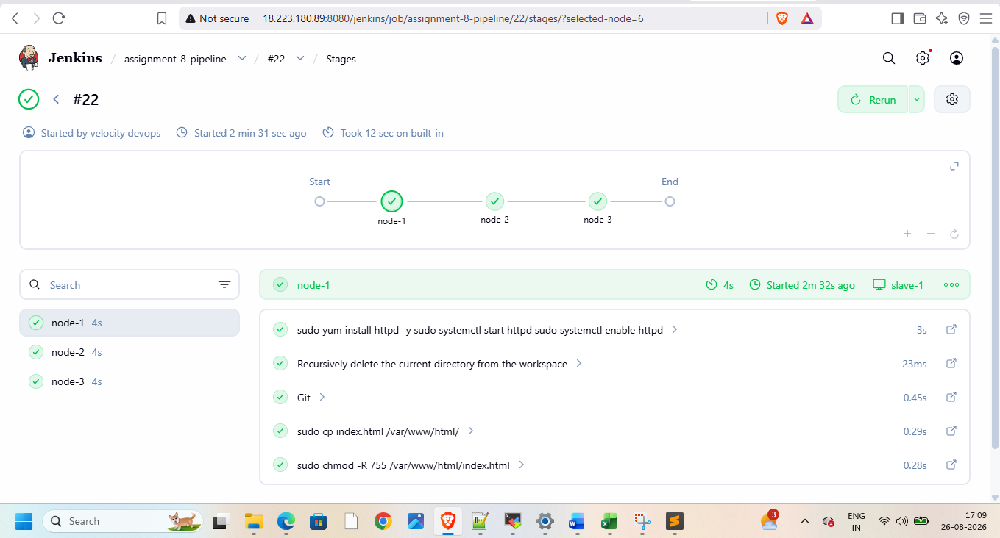 Not secure 18.223.180.89:8080/jenkins/job/assignment-8-pipeline/22/stages/?selected-node=6
Jenkins / assignment-8-pipeline / #22 / Stages
#22
Rerun
Started by velocity devops Started 2 min 31 sec ago Took 12 sec on built-in
Start End
node-1 node-2 node-3
Search
node-1 4s Started 2m 32s ago slave-1
node-1 4s
node-2 4s
node-3 4s
sudo yum install httpd -y sudo systemctl start httpd sudo systemctl enable httpd 3s
Recursively delete the current directory from the workspace 23ms
Git 0.45s
sudo cp index.html /var/www/html/ 0.29s
sudo chmod -R 755 /var/www/html/index.html 0.28s
Search
3
ENG
IN
17:09
26-08-2026